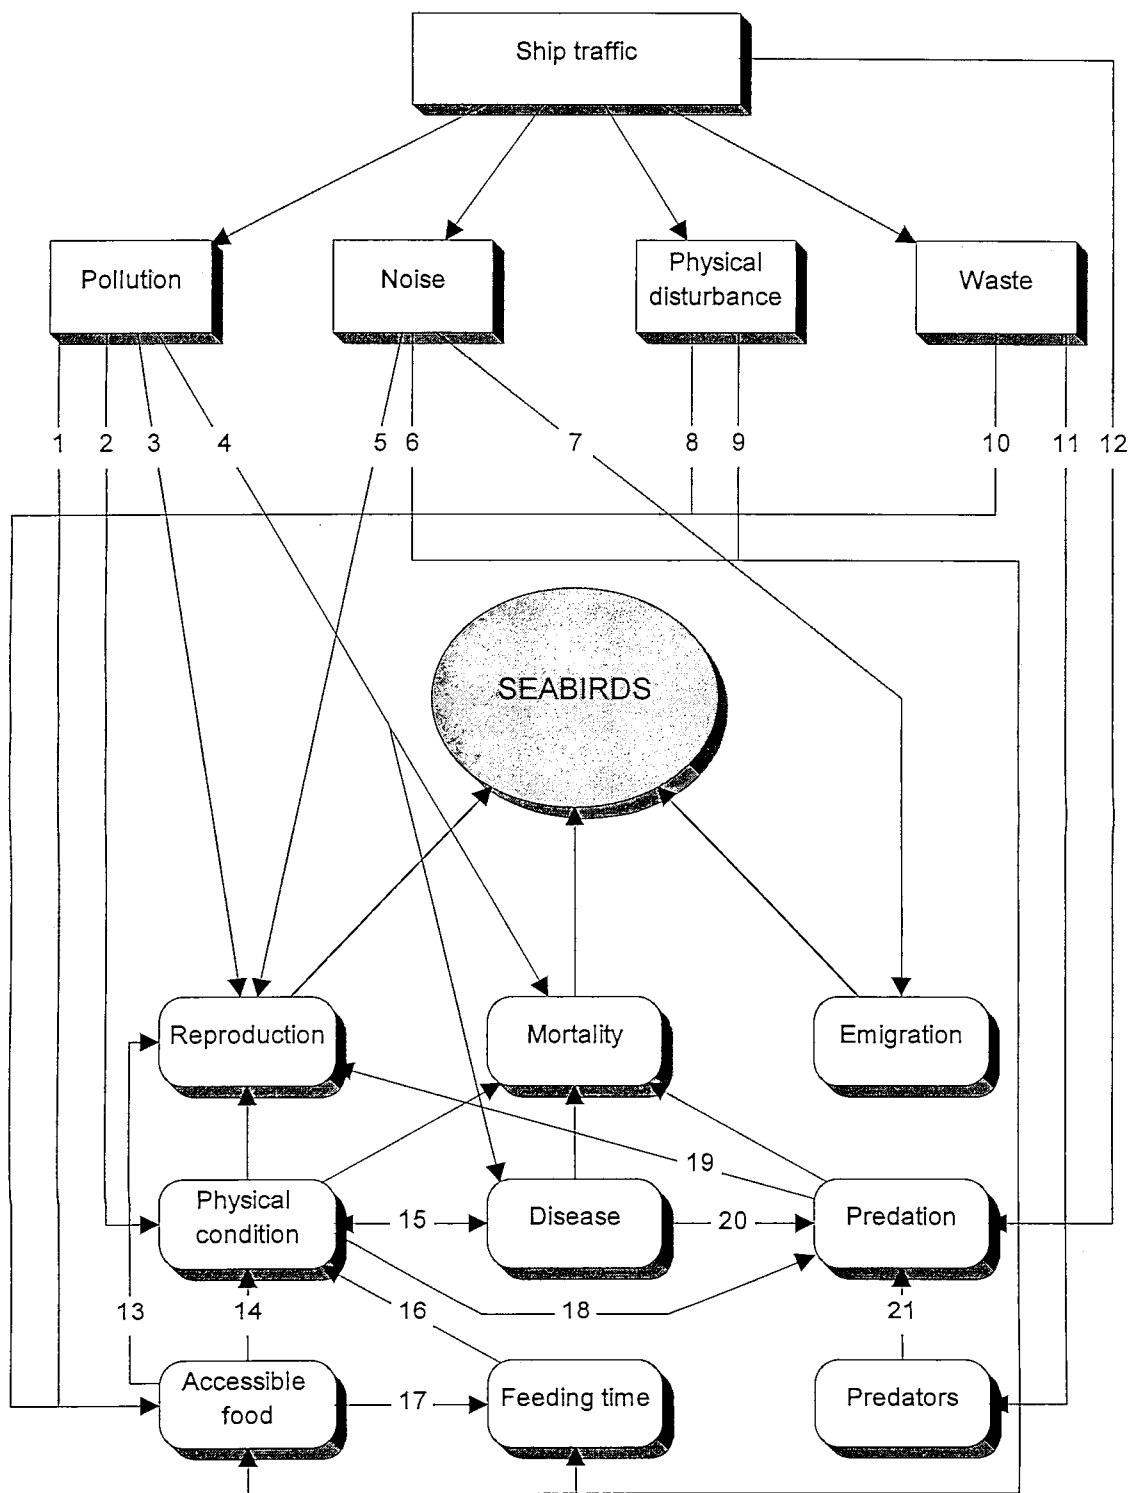 Ship traffic
Pollution
Noise
Physical
disturbance
Waste
1
2
3
4
5
6
7
8
9
10
11
12
SEABIRDS
Reproduction
Mortality
Emigration
19
Physical
condition
15
Disease
20
Predation
13
14
16
18
21
Accessible
food
17
Feeding time
Predators